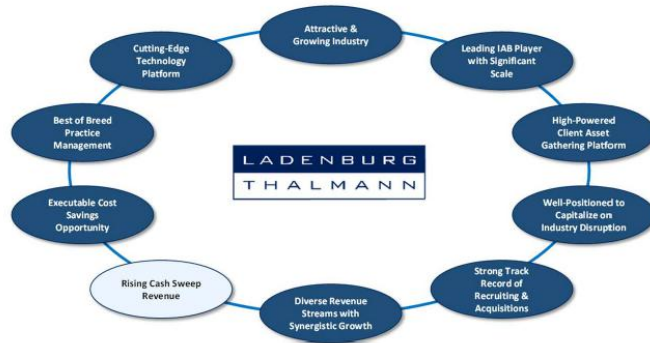 Attractive &
Growing Industry
Leading IAB Player
with Significant
Scale
High-Powered
Client Asset
Gathering Platform
Well-Positioned to
Capitalize on
Industry Disruption
Strong Track
Record of
Recruiting &
Acquisitions
Diverse Revenue
Streams with
Synergistic Growth
Rising Cash Sweep
Revenue
Executable Cost
Savings
Opportunity
Best of Breed
Practice
Management
Cutting-Edge
Technology
Platform
LADENBURG
THALMANN